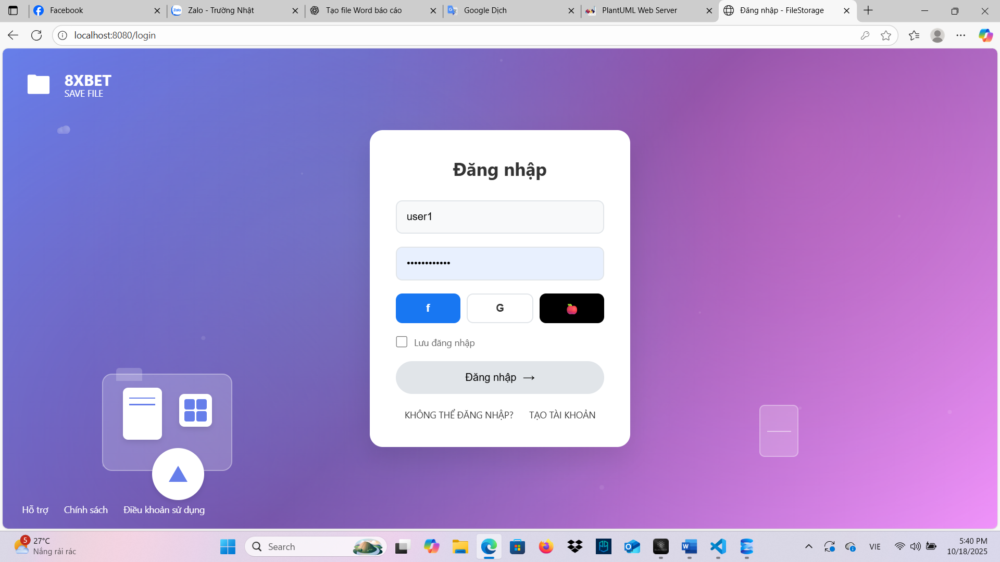 Facebook
Zalo - Trường Nhật
Tạo file Word báo cáo
Google Dịch
PlantUML Web Server
Đăng nhập - FileStorage
localhost:8080/login
8XBET
SAVE FILE
Đăng nhập
user1
••••••••••••
f
G
Lưu đăng nhập
Đăng nhập →
KHÔNG THỂ ĐĂNG NHẬP? TẠO TÀI KHOẢN
Hỗ trợ Chính sách Điều khoản sử dụng
5
27°C
Nắng rải rác
Search
VIE
5:40 PM
10/18/2025